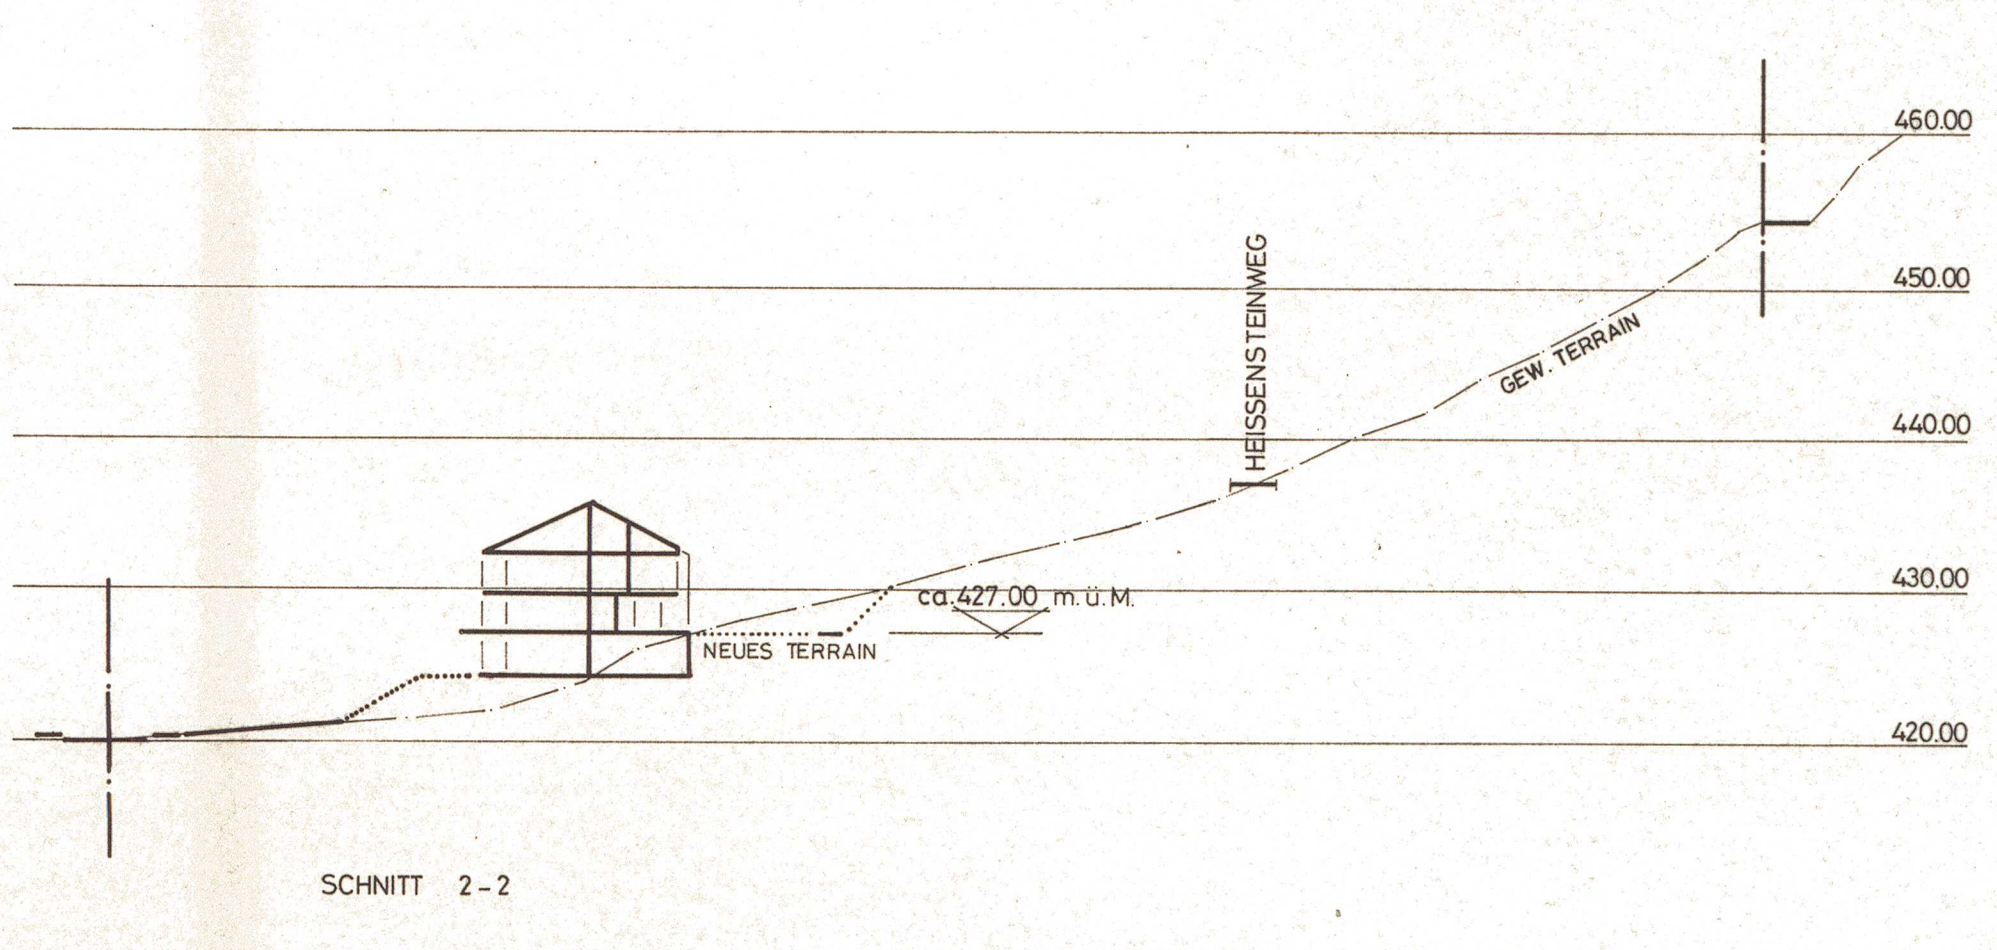 460.00
HEISSENSTEINWEG
450.00
GEW. TERRAIN
440.00
430.00
ca.427.00 m.ü.M.
NEUES TERRAIN
420.00
SCHNITT 2-2